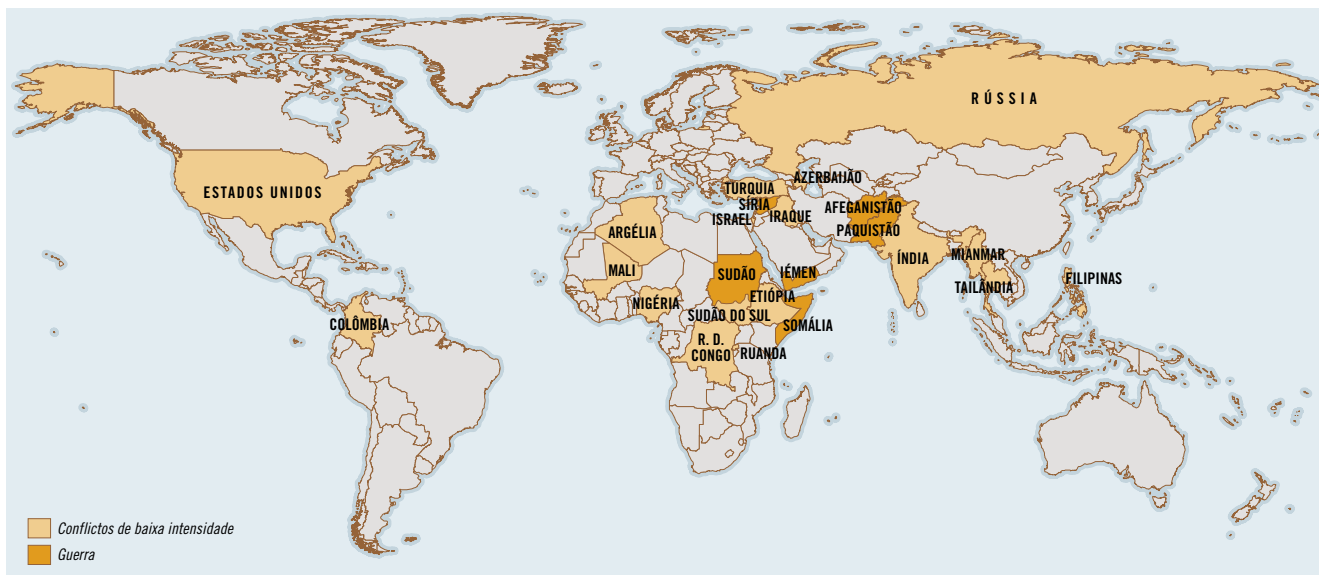 RÚSSIA
ESTADOS UNIDOS
AZERBAIJÃO
TURQUIA
SÍRIA
AFEGANISTÃO
ISRAEL
IRAQUE
ARGÉLIA
PAQUISTÃO
ÍNDIA
MIANMAR
MALI
SUDÃO
IÉMEN
FILIPINAS
TAILÂNDIA
NIGÉRIA
ETIÓPIA
SUDÃO DO SUL
COLÔMBIA
SOMÁLIA
R. D.
CONGO
RUANDA
Conflictos de baixa intensidade
Guerra